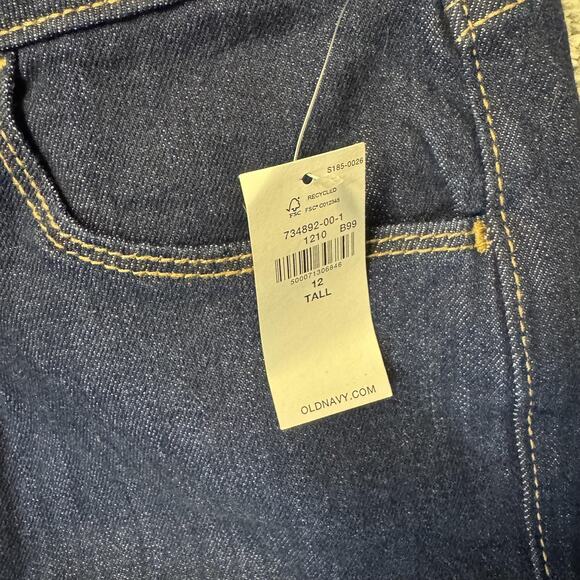 S185-0026
RECYCLED
FSC FSC® C012345
734892-00-1
1210 B99
500071306846
12
TALL
OLDNAVY.COM